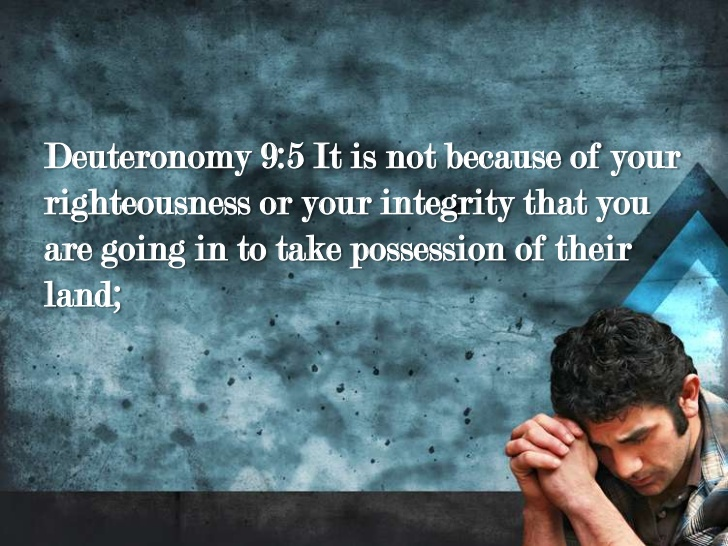 Deuteronomy 9:5 It is not because of your
righteousness or your integrity that you
are going in to take possession of their
land;